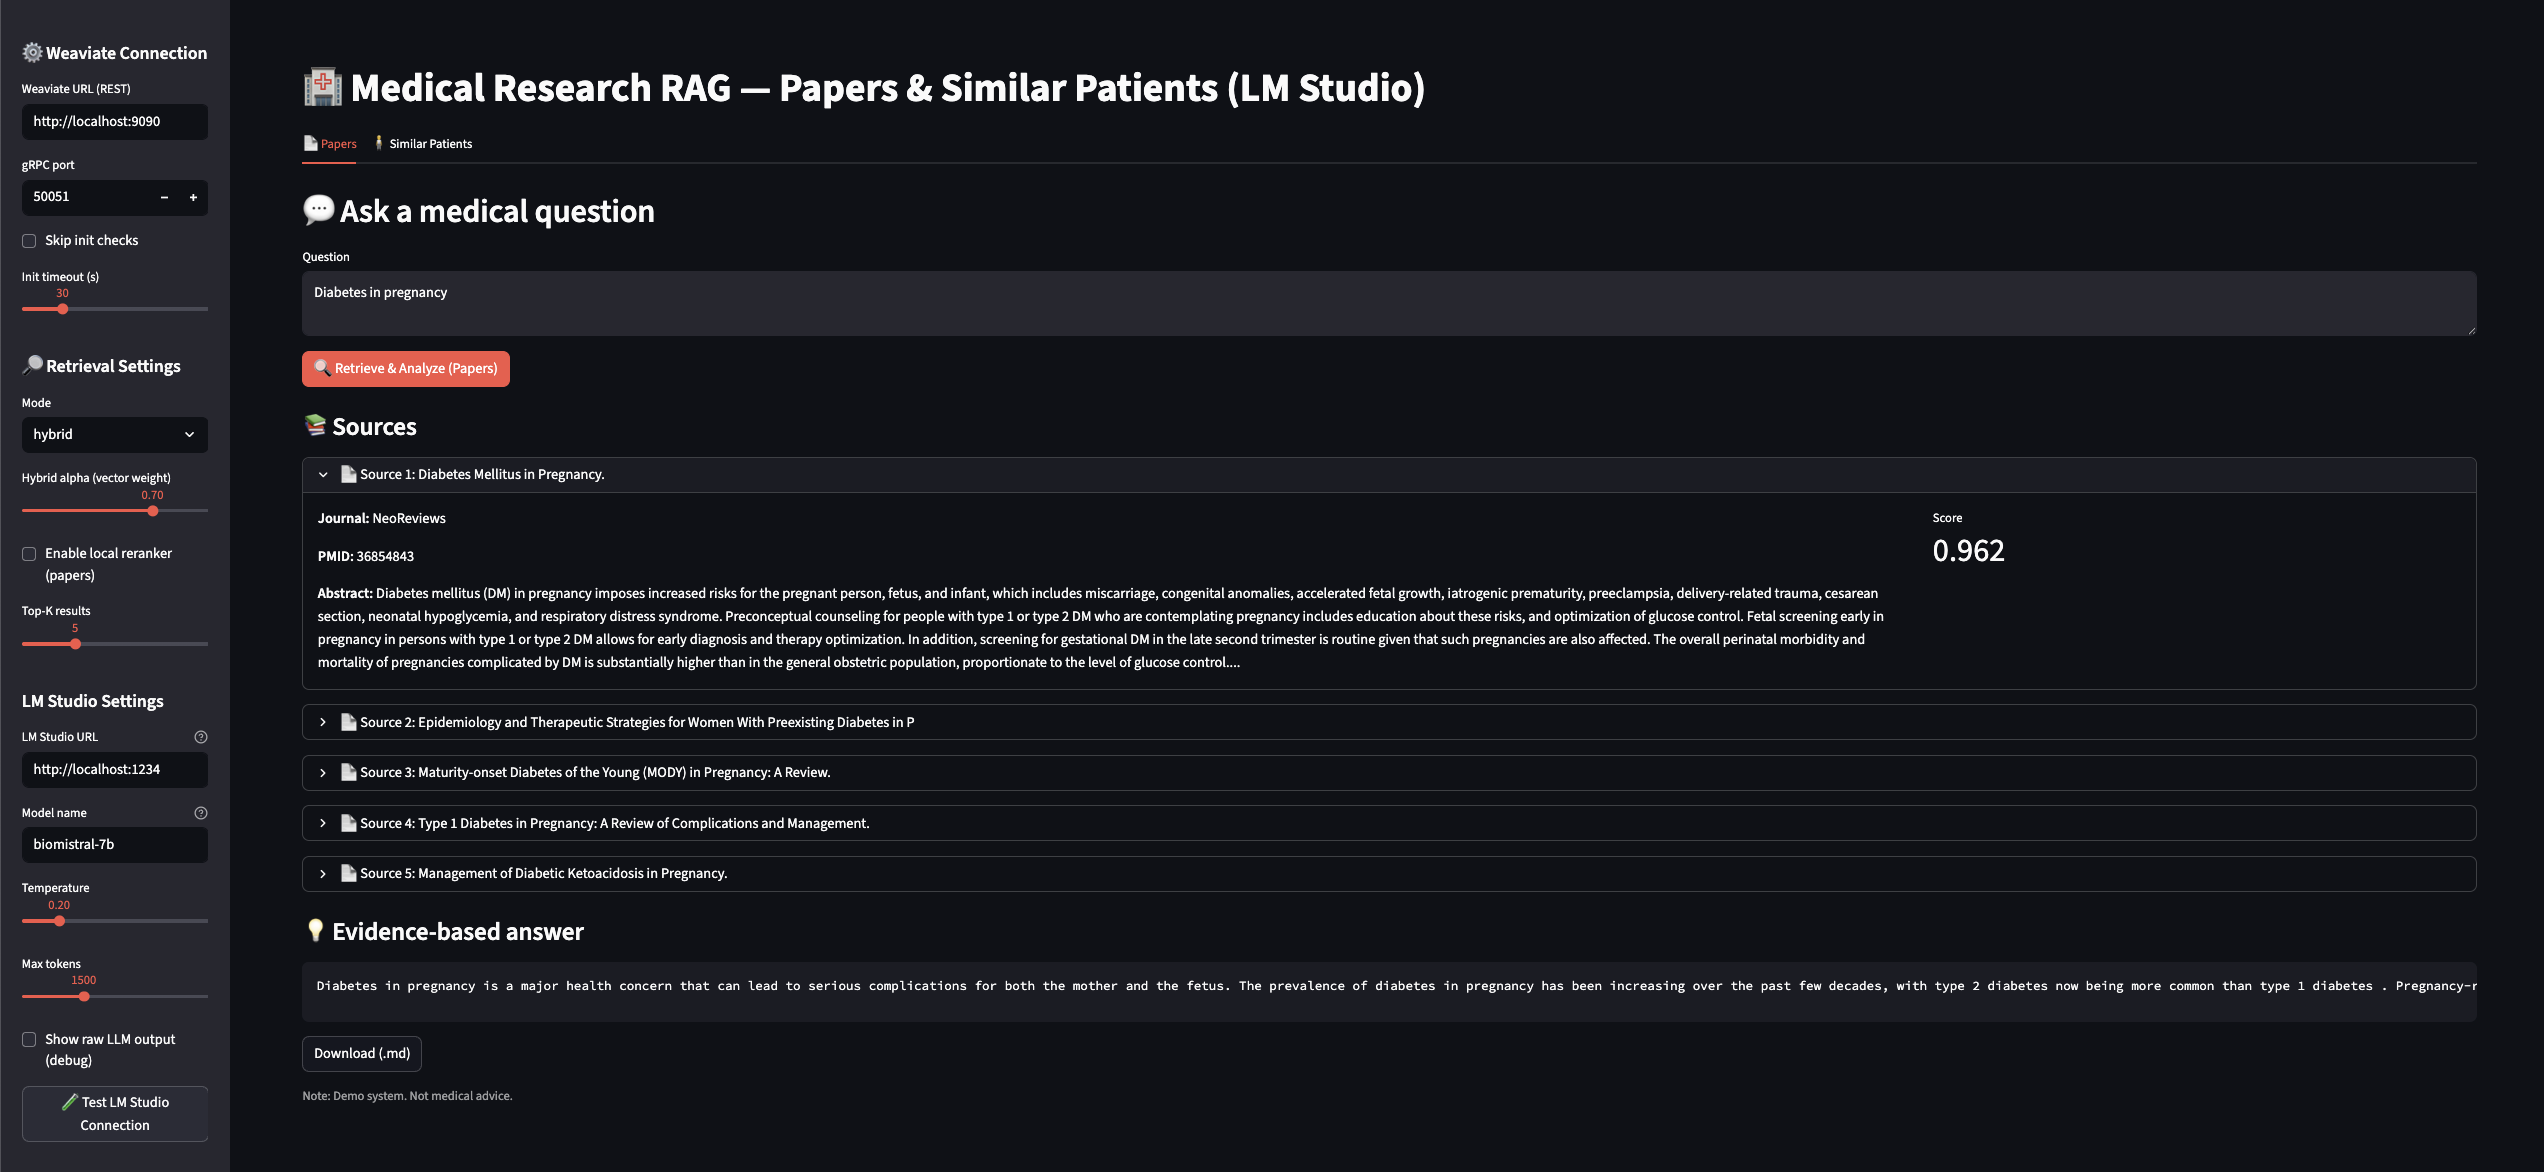 Weaviate Connection
Weaviate URL (REST)
http://localhost:9090
gRPC port
50051
Skip init checks
Init timeout (s)
30
Retrieval Settings
Mode
hybrid
Hybrid alpha (vector weight)
0.70
Enable local reranker
(papers)
Top-K results
5
LM Studio Settings
LM Studio URL
http://localhost:1234
Model name
biomistral-7b
Temperature
0.20
Max tokens
1500
Show raw LLM output
(debug)
Test LM Studio
Connection
Medical Research RAG — Papers & Similar Patients (LM Studio)
Papers
Similar Patients
Ask a medical question
Question
Diabetes in pregnancy
Retrieve & Analyze (Papers)
Sources
Source 1: Diabetes Mellitus in Pregnancy.
Journal: NeoReviews
PMID: 36854843
Abstract: Diabetes mellitus (DM) in pregnancy imposes increased risks for the pregnant person, fetus, and infant, which includes miscarriage, congenital anomalies, accelerated fetal growth, iatrogenic prematurity, preeclampsia, delivery-related trauma, cesarean
section, neonatal hypoglycemia, and respiratory distress syndrome. Preconceptual counseling for people with type 1 or type 2 DM who are contemplating pregnancy includes education about these risks, and optimization of glucose control. Fetal screening early in
pregnancy in persons with type 1 or type 2 DM allows for early diagnosis and therapy optimization. In addition, screening for gestational DM in the late second trimester is routine given that such pregnancies are also affected. The overall perinatal morbidity and
mortality of pregnancies complicated by DM is substantially higher than in the general obstetric population, proportionate to the level of glucose control....
Score
0.962
Source 2: Epidemiology and Therapeutic Strategies for Women With Preexisting Diabetes in P
Source 3: Maturity-onset Diabetes of the Young (MODY) in Pregnancy: A Review.
Source 4: Type 1 Diabetes in Pregnancy: A Review of Complications and Management.
Source 5: Management of Diabetic Ketoacidosis in Pregnancy.
Evidence-based answer
Diabetes in pregnancy is a major health concern that can lead to serious complications for both the mother and the fetus. The prevalence of diabetes in pregnancy has been increasing over the past few decades, with type 2 diabetes now being more common than type 1 diabetes . Pregnancy-r
Download (.md)
Note: Demo system. Not medical advice.